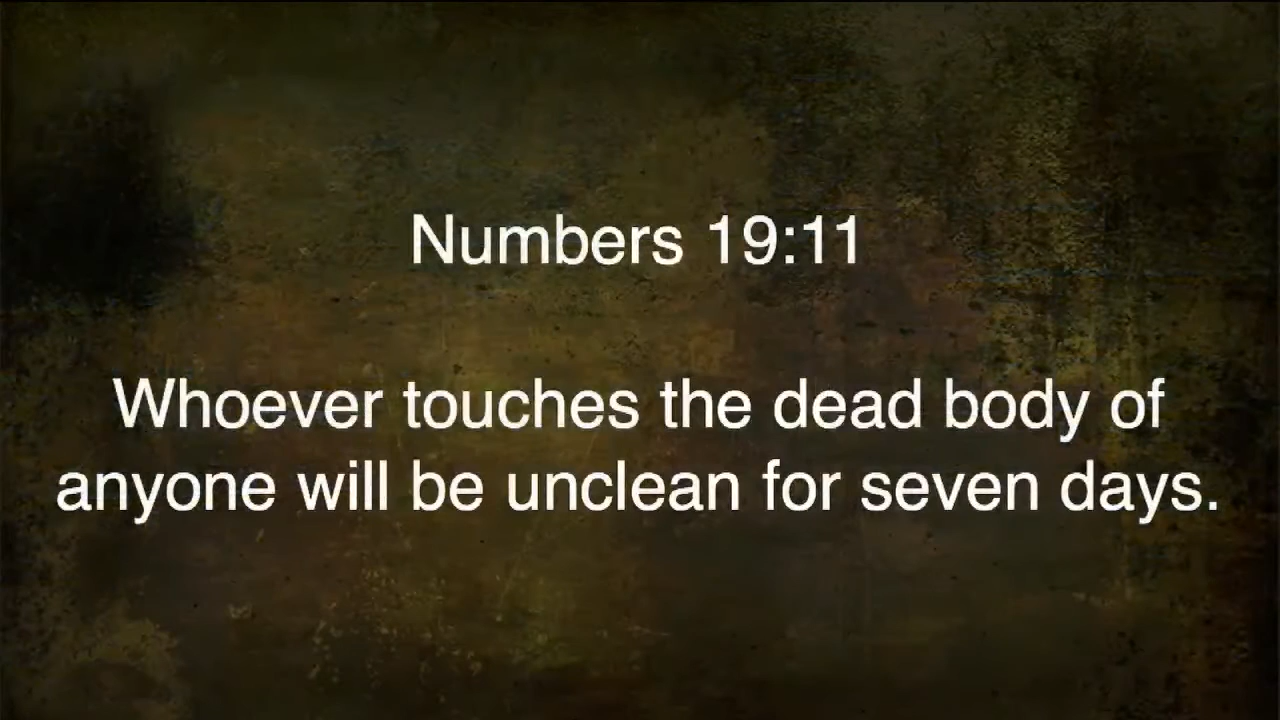 Numbers 19:11
Whoever touches the dead body of
anyone will be unclean for seven days.